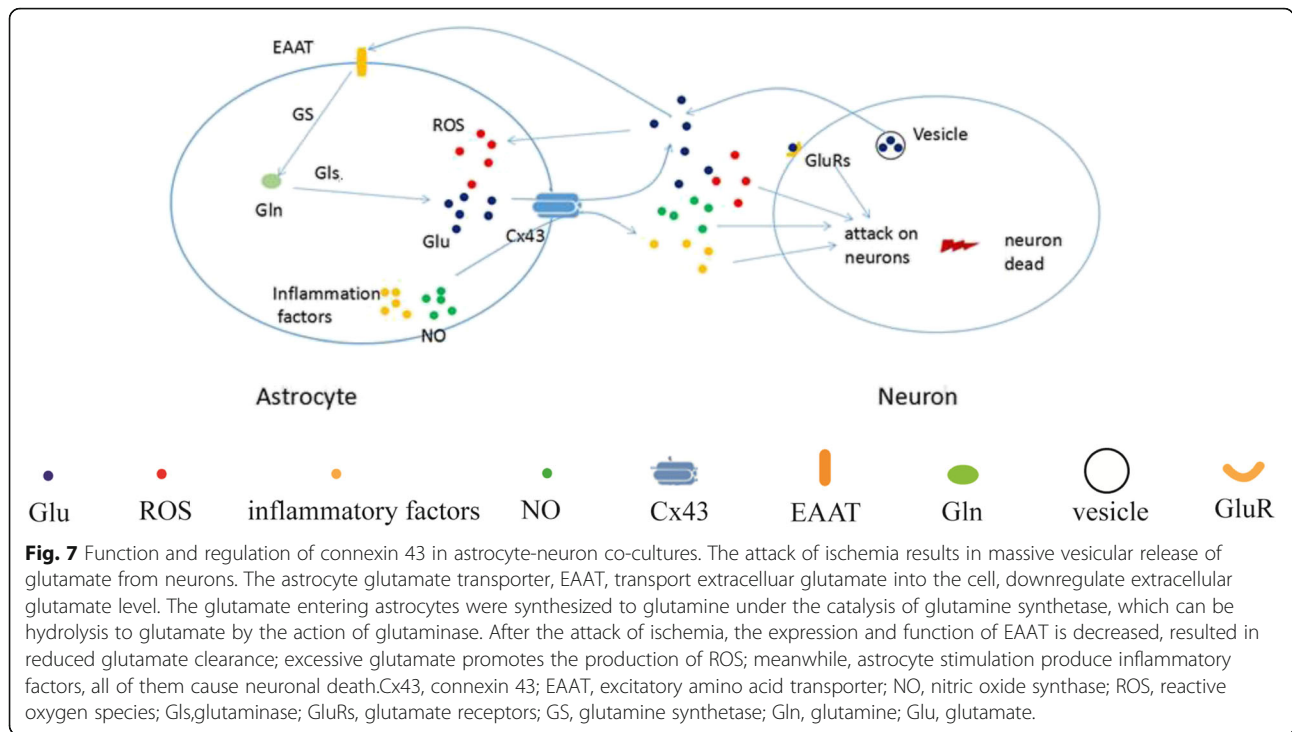 EAAT
GS
ROS
Vesicle
GluRs
Gls.
Gln
Glu
Cx43
attack on
neurons
neuron
dead
Inflammation
factors
NO
Astrocyte
Neuron
Glu ROS inflammatory factors NO Cx43 EAAT Gln vesicle GluR
Fig. 7 Function and regulation of connexin 43 in astrocyte-neuron co-cultures. The attack of ischemia results in massive vesicular release of
glutamate from neurons. The astrocyte glutamate transporter, EAAT, transport extracelluar glutamate into the cell, downregulate extracellular
glutamate level. The glutamate entering astrocytes were synthesized to glutamine under the catalysis of glutamine synthetase, which can be
hydrolysis to glutamate by the action of glutaminase. After the attack of ischemia, the expression and function of EAAT is decreased, resulted in
reduced glutamate clearance; excessive glutamate promotes the production of ROS; meanwhile, astrocyte stimulation produce inflammatory
factors, all of them cause neuronal death.Cx43, connexin 43; EAAT, excitatory amino acid transporter; NO, nitric oxide synthase; ROS, reactive
oxygen species; Gls,glutaminase; GluRs, glutamate receptors; GS, glutamine synthetase; Gln, glutamine; Glu, glutamate.